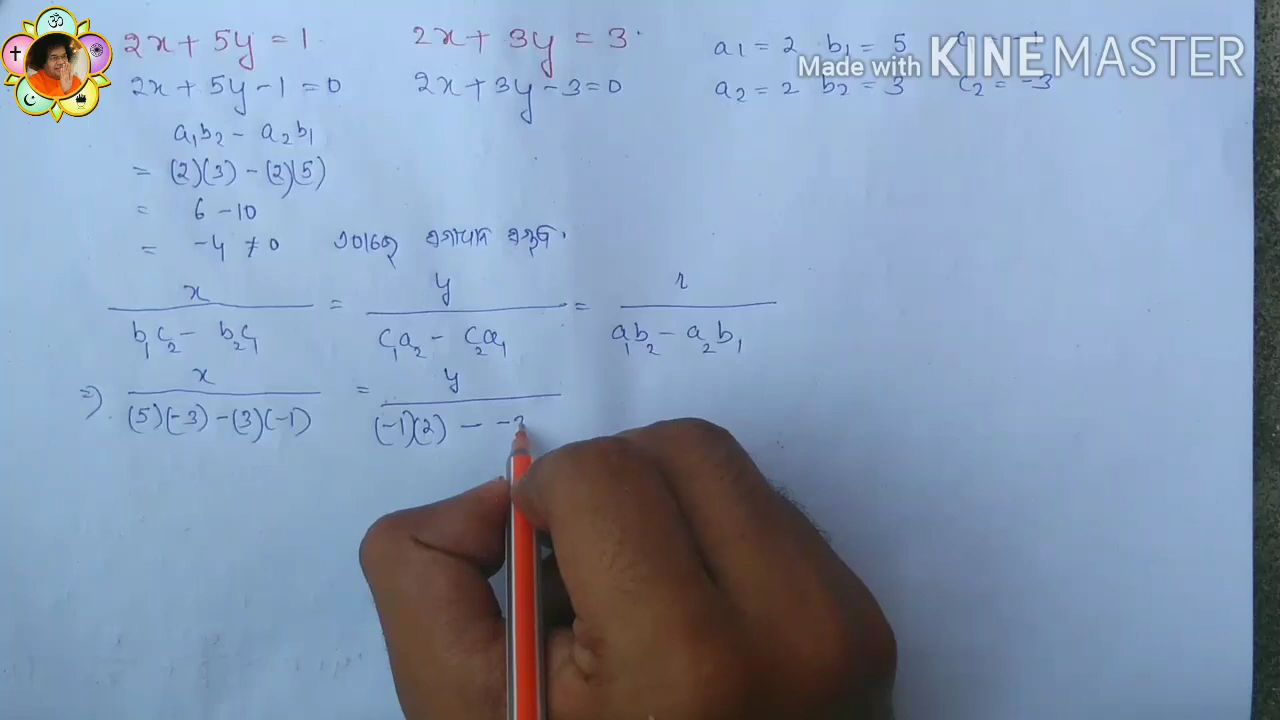 2x + 5y = 1 2x + 3y = 3 a₁ = 2 b₁ = 5
Made with KINEMASTER
2x + 5y - 1 = 0 2x + 3y - 3 = 0 a₂ = 2 b₂ = 3 c₂ = -3
a₁b₂ - a₂b₁
= (2)(3) - (2)(5)
= 6 - 10
= -4 ≠ 0
x = y = 1
b₁c₂ - b₂c₁ c₁a₂ - c₂a₁ a₁b₂ - a₂b₁
⇒ x = y
(5)(-3) - (3)(-1) (-1)(2) - -3